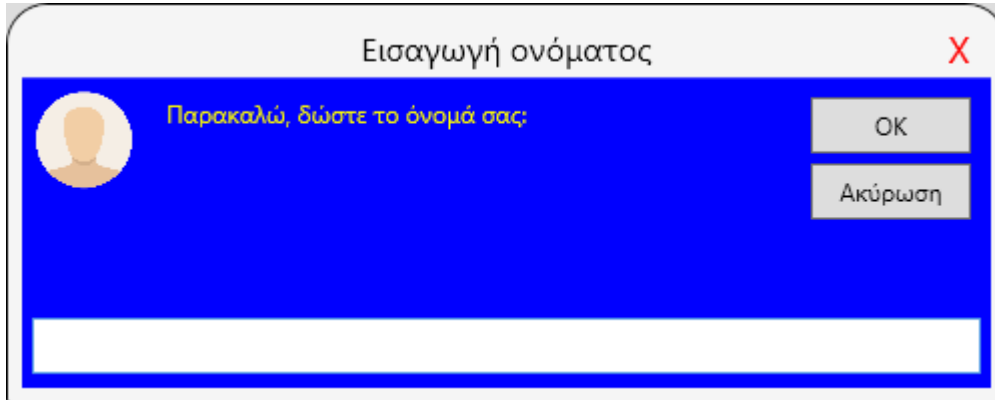 Εισαγωγή ονόματος
X
Παρακαλώ, δώστε το όνομά σας:
OK
Ακύρωση